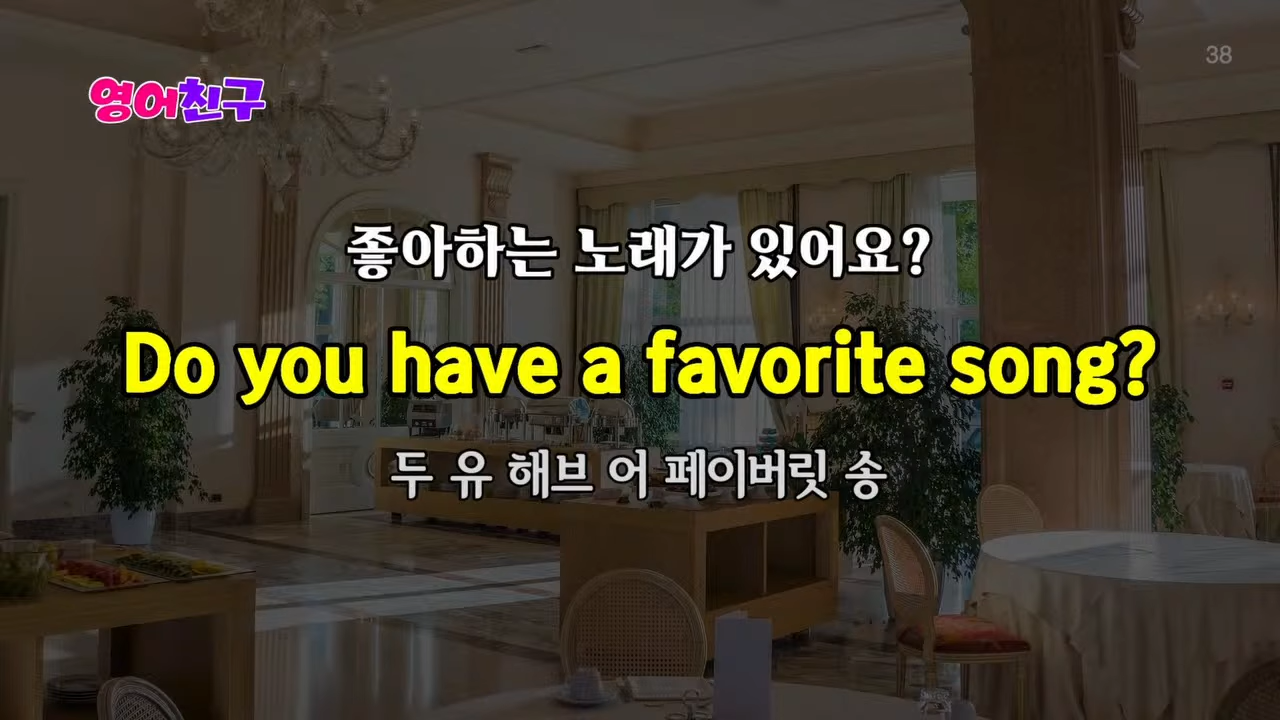 38
영어친구
좋아하는 노래가 있어요?
Do you have a favorite song?
두 유 해브 어 페이버릿 송